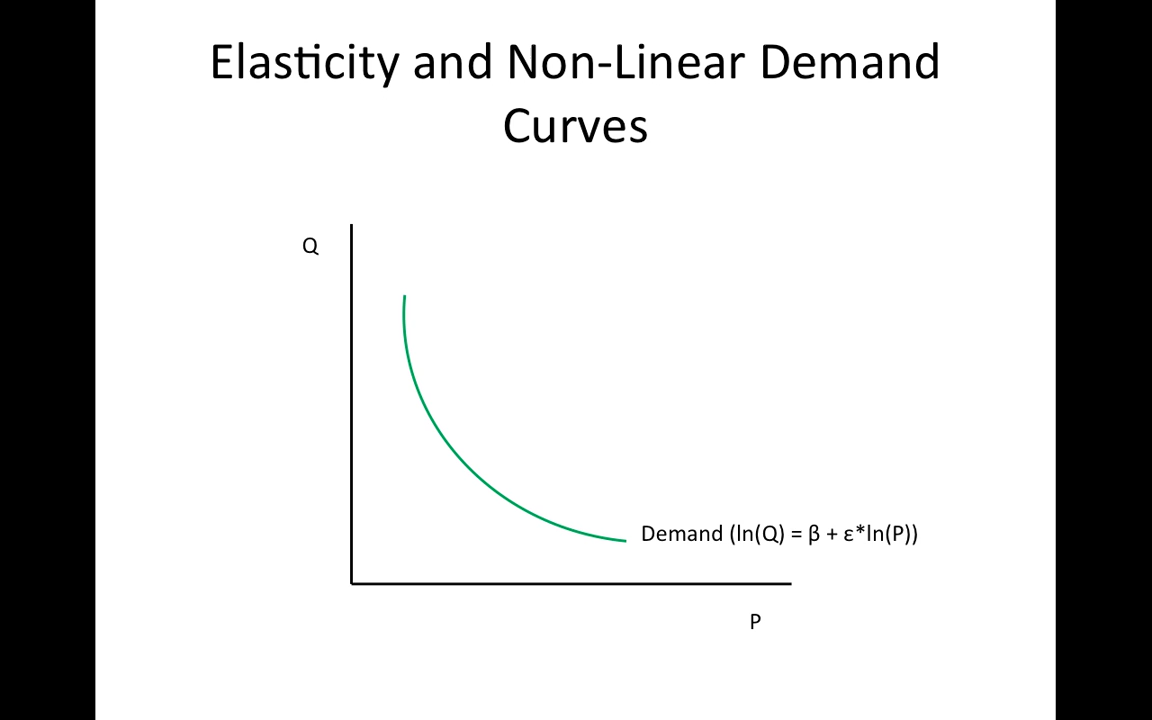 Elasticity and Non-Linear Demand
Curves
Q
Demand (ln(Q) = β + ε*ln(P))
P